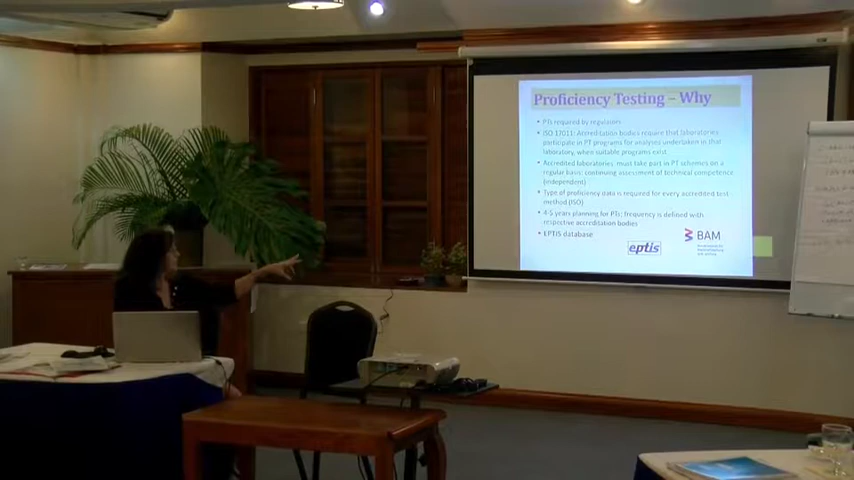 Proficiency Testing – Why
• PTs required by regulators
• ISO 17011: Accreditation bodies require that laboratories
participate in PT programs for analyses undertaken in that
laboratory, when suitable programs exist.
• Accredited laboratories must take part in PT schemes on a
regular basis: continuing assessment of technical competence
(independent)
• Type of proficiency data is required for every accredited test
method (ISO)
• 4-5 years planning for PTs; frequency is defined with
respective accreditation bodies
• EPTIS database
eptis
BAM